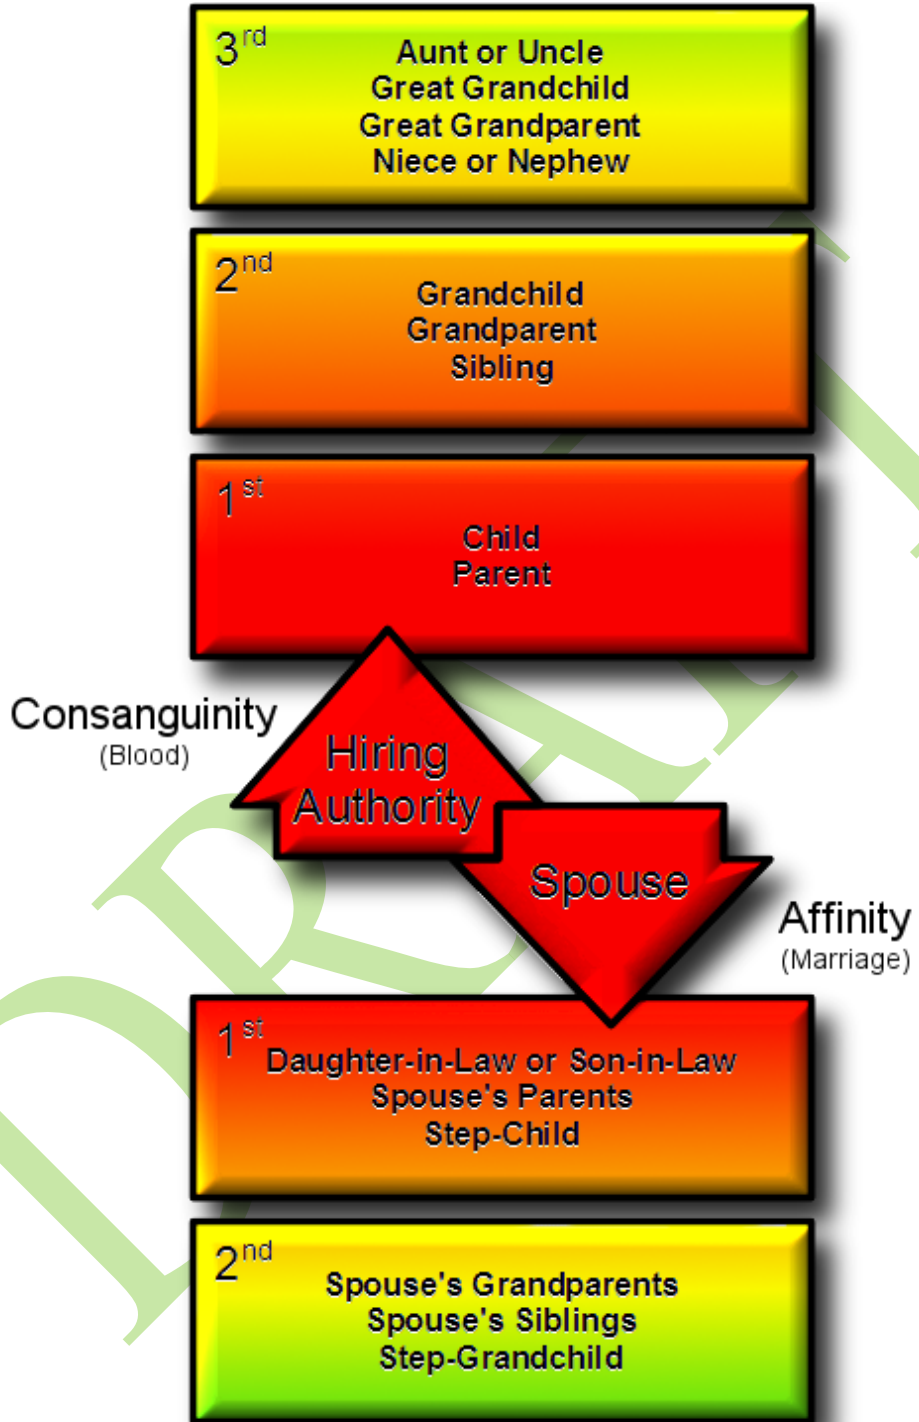 3rd
Aunt or Uncle
Great Grandchild
Great Grandparent
Niece or Nephew
2nd
Grandchild
Grandparent
Sibling
1st
Child
Parent
Consanguinity
(Blood)
Hiring
Authority
Spouse
Affinity
(Marriage)
1st
Daughter-in-Law or Son-in-Law
Spouse's Parents
Step-Child
2nd
Spouse's Grandparents
Spouse's Siblings
Step-Grandchild
DRAFT